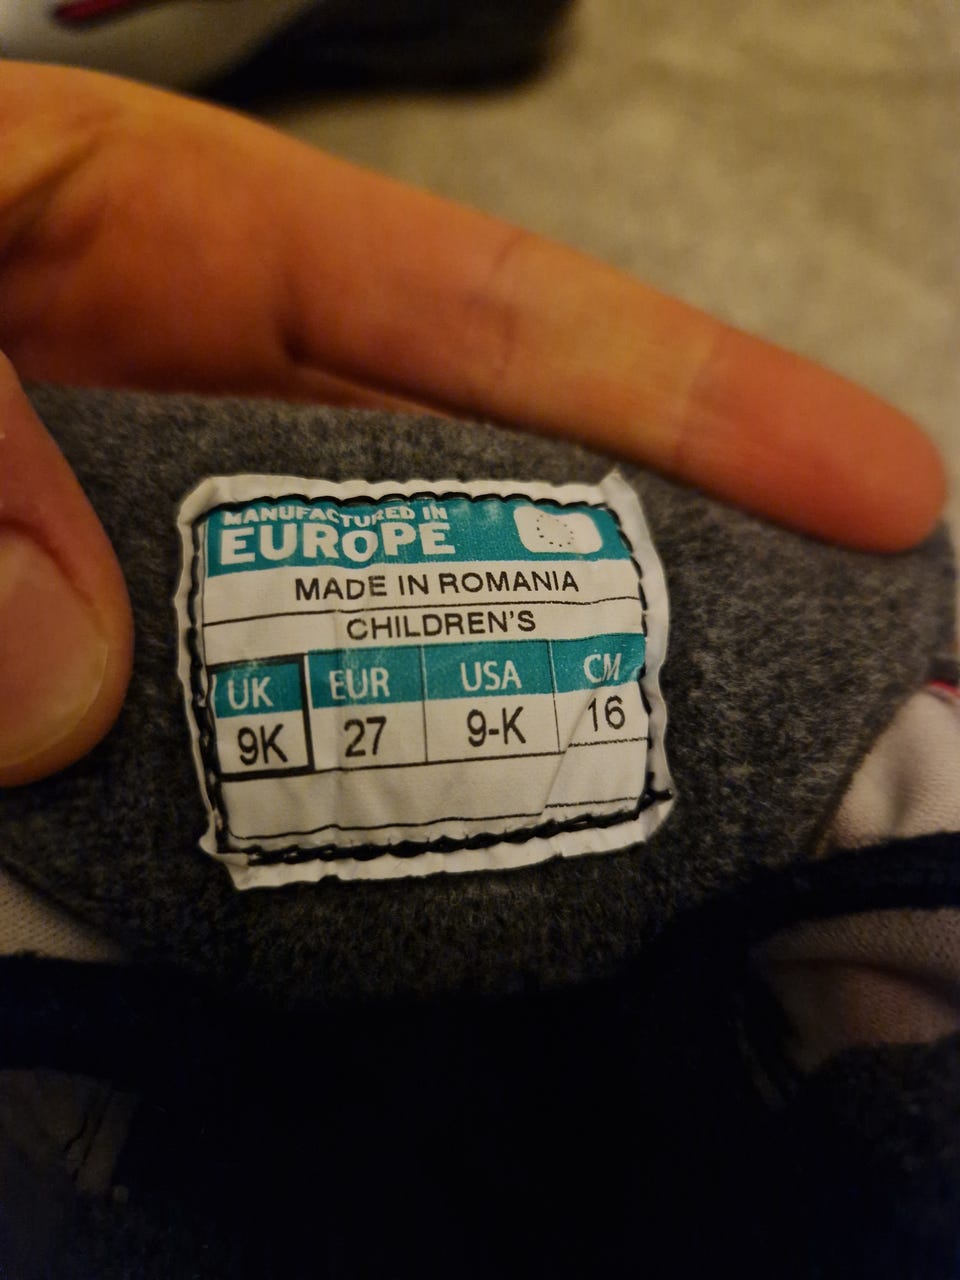 MANUFACTURED IN
EUROPE
MADE IN ROMANIA
CHILDREN'S
UK EUR USA CM
9K 27 9-K 16